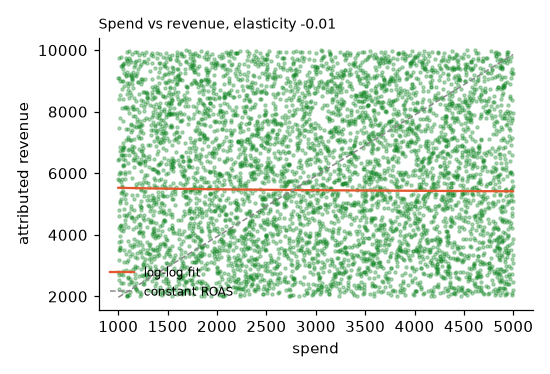 Spend vs revenue, elasticity -0.01
10000
8000
6000
4000
2000
attributed revenue
log-log fit
constant ROAS
1000 1500 2000 2500 3000 3500 4000 4500 5000
spend